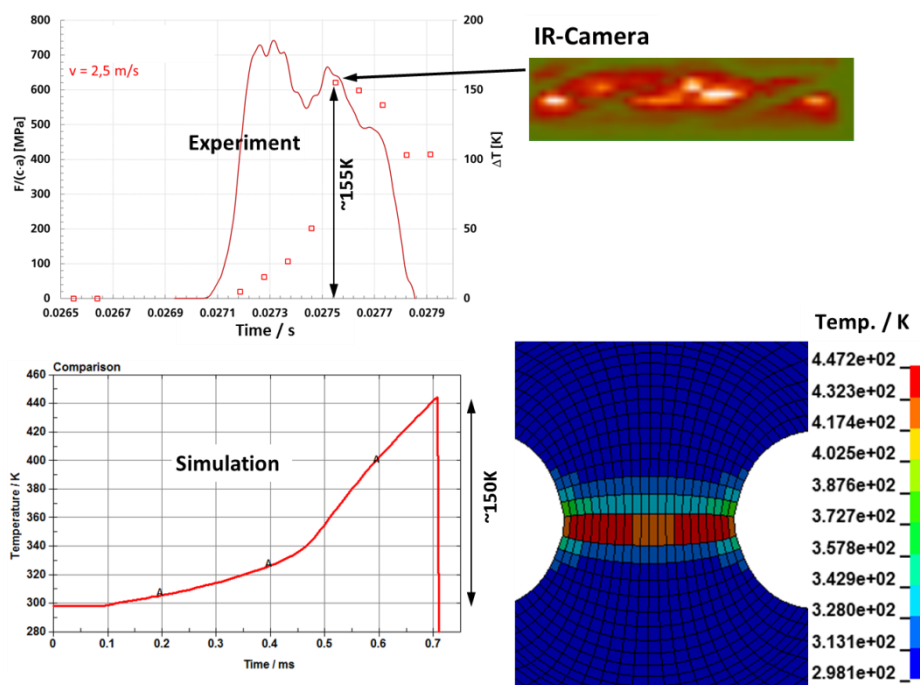 800
700
600
500
400
300
200
100
0
F/(c·a) [MPa]
v = 2,5 m/s
Experiment
~155K
200
150
100
50
0
ΔT [K]
0.0265 0.0267 0.0269 0.0271 0.0273 0.0275 0.0277 0.0279
Time / s
IR-Camera
Comparison
460
440
420
400
380
360
340
320
300
280
Temperature / K
Simulation
A
A
A
~150K
0 0.1 0.2 0.3 0.4 0.5 0.6 0.7
Time / ms
Temp. / K
4.472e+02
4.323e+02
4.174e+02
4.025e+02
3.876e+02
3.727e+02
3.578e+02
3.429e+02
3.280e+02
3.131e+02
2.981e+02